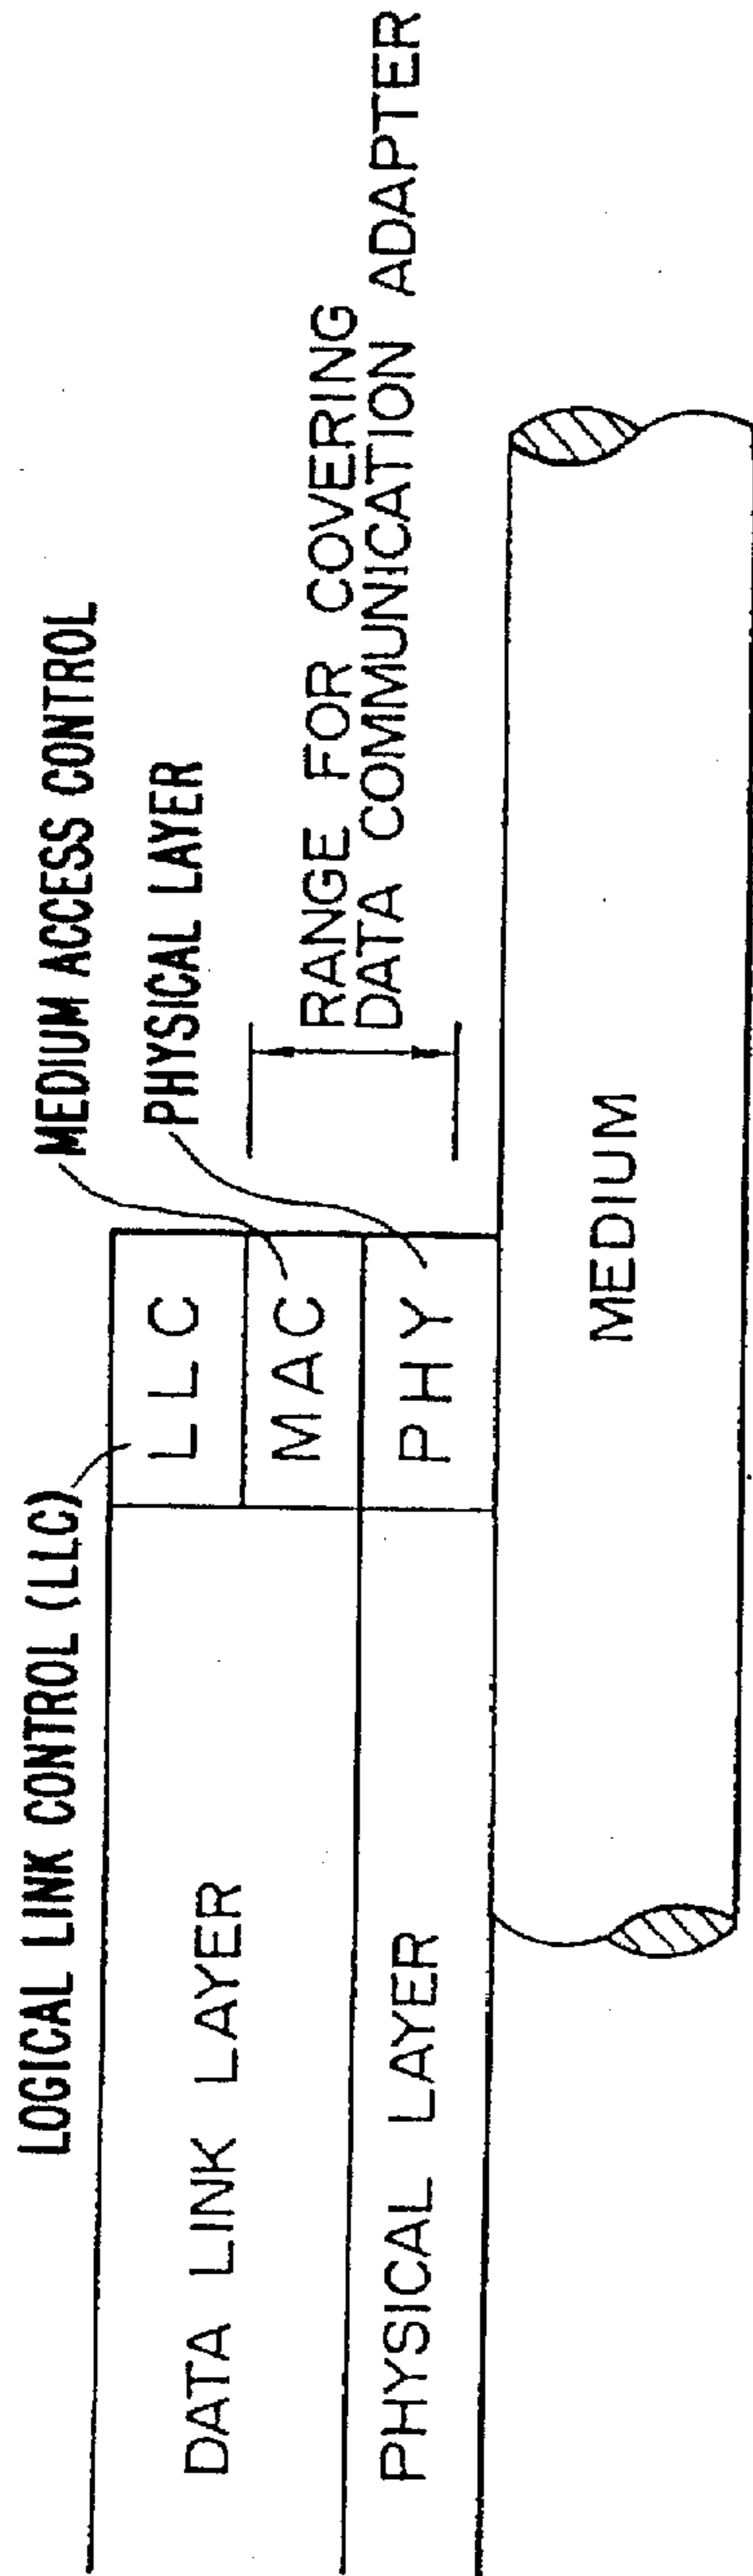 LOGICAL LINK CONTROL (LLC)
MEDIUM ACCESS CONTROL
PHYSICAL LAYER
DATA LINK LAYER
LLC
MAC
PHYSICAL LAYER
PHY
RANGE FOR COVERING
DATA COMMUNICATION ADAPTER
MEDIUM